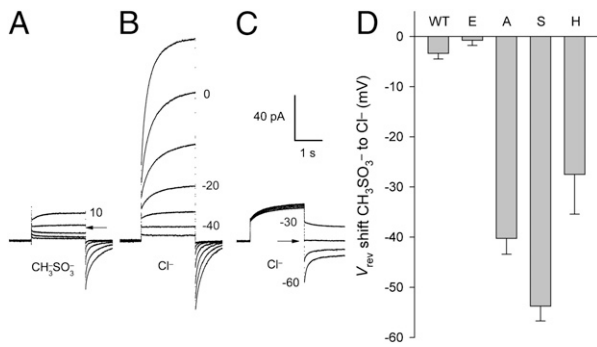 A
B
C
D
10
CH₃SO₃⁻
0
-20
-40
Cl⁻
40 pA
1 s
-30
Cl⁻
-60
WT E A S H
0
-10
-20
-30
-40
-50
-60
Vrev shift CH₃SO₃⁻ to Cl⁻ (mV)